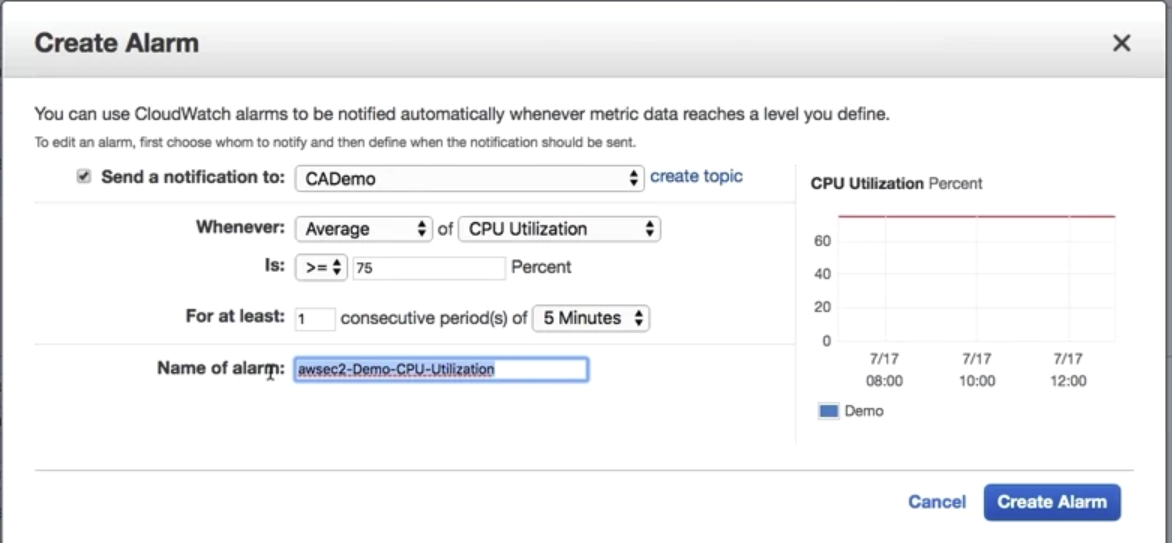 Create Alarm
You can use CloudWatch alarms to be notified automatically whenever metric data reaches a level you define.
To edit an alarm, first choose whom to notify and then define when the notification should be sent.
Send a notification to: CADemo create topic
Whenever: Average of CPU Utilization
Is: >= 75 Percent
For at least: 1 consecutive period(s) of 5 Minutes
Name of alarm: awsec2-Demo-CPU-Utilization
CPU Utilization Percent
60
40
20
0
7/17 7/17 7/17
08:00 10:00 12:00
Demo
Cancel Create Alarm